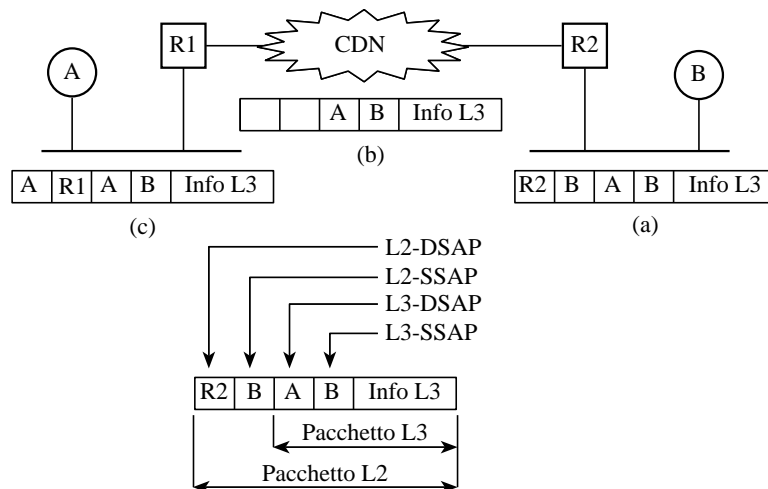 R1
CDN
R2
A
B
A B Info L3
(b)
A R1 A B Info L3
(c)
R2 B A B Info L3
(a)
L2-DSAP
L2-SSAP
L3-DSAP
L3-SSAP
R2 B A B Info L3
Pacchetto L3
Pacchetto L2